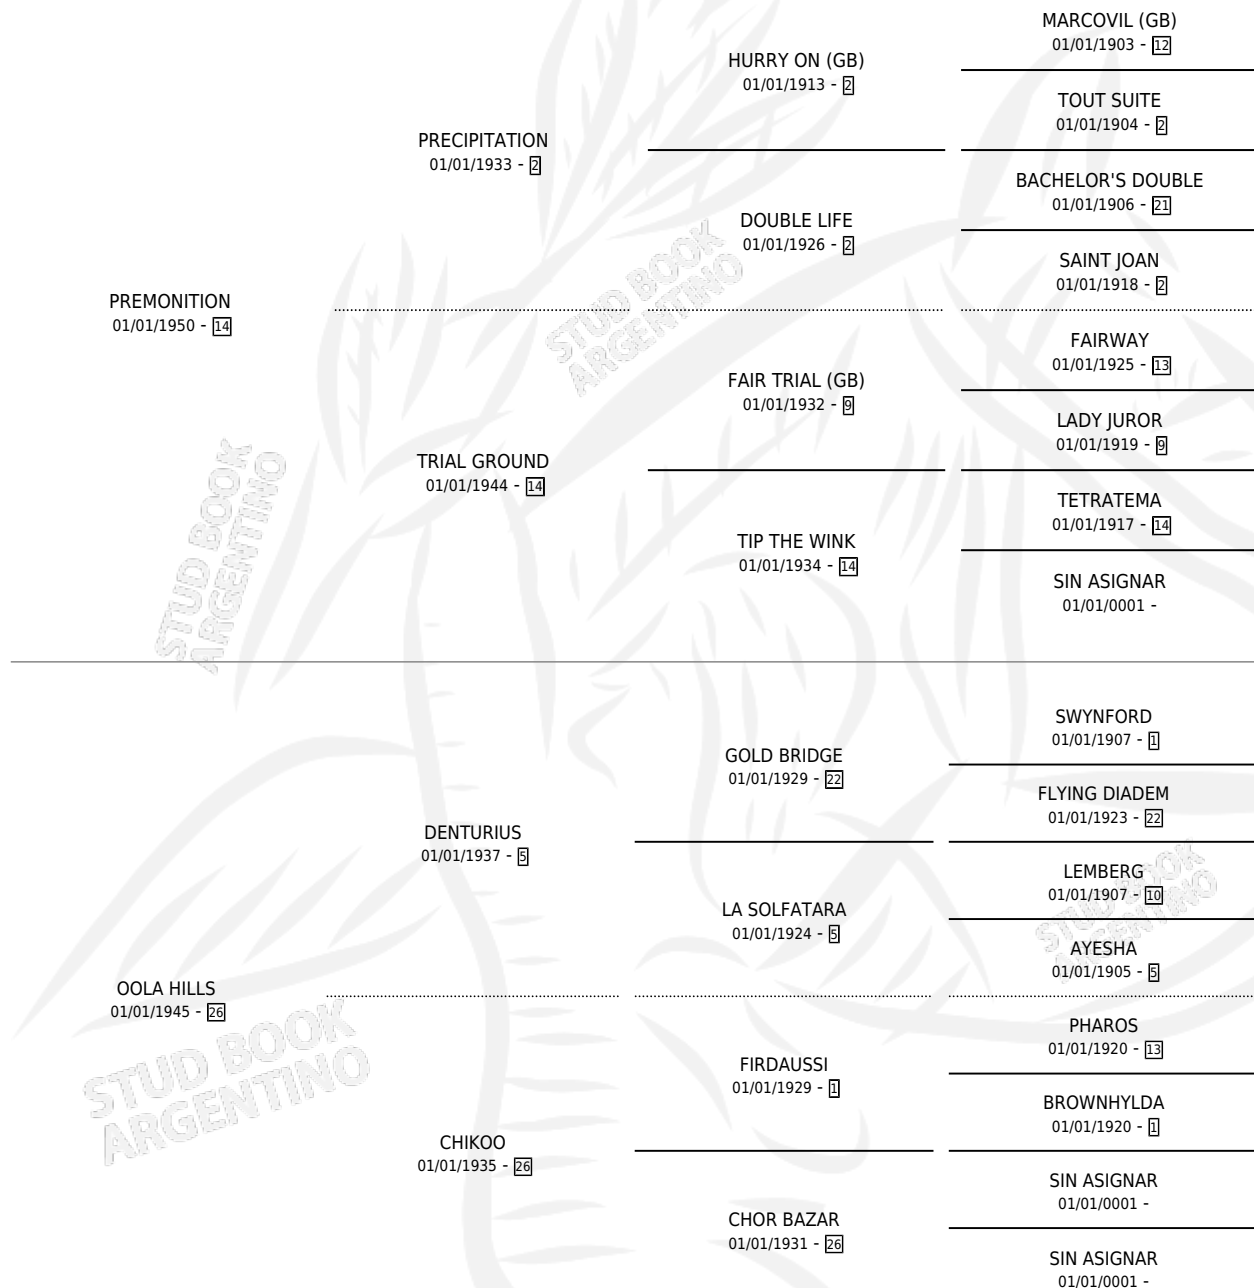 MARCOVIL (GB)
01/01/1903 - 12
HURRY ON (GB)
01/01/1913 - 2
TOUT SUITE
01/01/1904 - 2
PRECIPITATION
01/01/1933 - 2
BACHELOR'S DOUBLE
01/01/1906 - 21
DOUBLE LIFE
01/01/1926 - 2
SAINT JOAN
01/01/1918 - 2
PREMONITION
01/01/1950 - 14
FAIRWAY
01/01/1925 - 13
FAIR TRIAL (GB)
01/01/1932 - 9
LADY JUROR
01/01/1919 - 9
TRIAL GROUND
01/01/1944 - 14
TETRATEMA
01/01/1917 - 14
TIP THE WINK
01/01/1934 - 14
SIN ASIGNAR
01/01/0001 -
SWYNFORD
01/01/1907 - 1
GOLD BRIDGE
01/01/1929 - 22
FLYING DIADEM
01/01/1923 - 22
DENTURIUS
01/01/1937 - 5
LEMBERG
01/01/1907 - 10
LA SOLFATARA
01/01/1924 - 5
AYESHA
01/01/1905 - 5
OOLA HILLS
01/01/1945 - 26
PHAROS
01/01/1920 - 13
FIRDAUSSI
01/01/1929 - 1
BROWNHYLDA
01/01/1920 - 1
CHIKOO
01/01/1935 - 26
SIN ASIGNAR
01/01/0001 -
CHOR BAZAR
01/01/1931 - 26
SIN ASIGNAR
01/01/0001 -
STUD BOOK
ARGENTINO
STUD BOOK
ARGENTINO
STUD BOOK
ARGENTINO
STUD BOOK
ARGENTINO